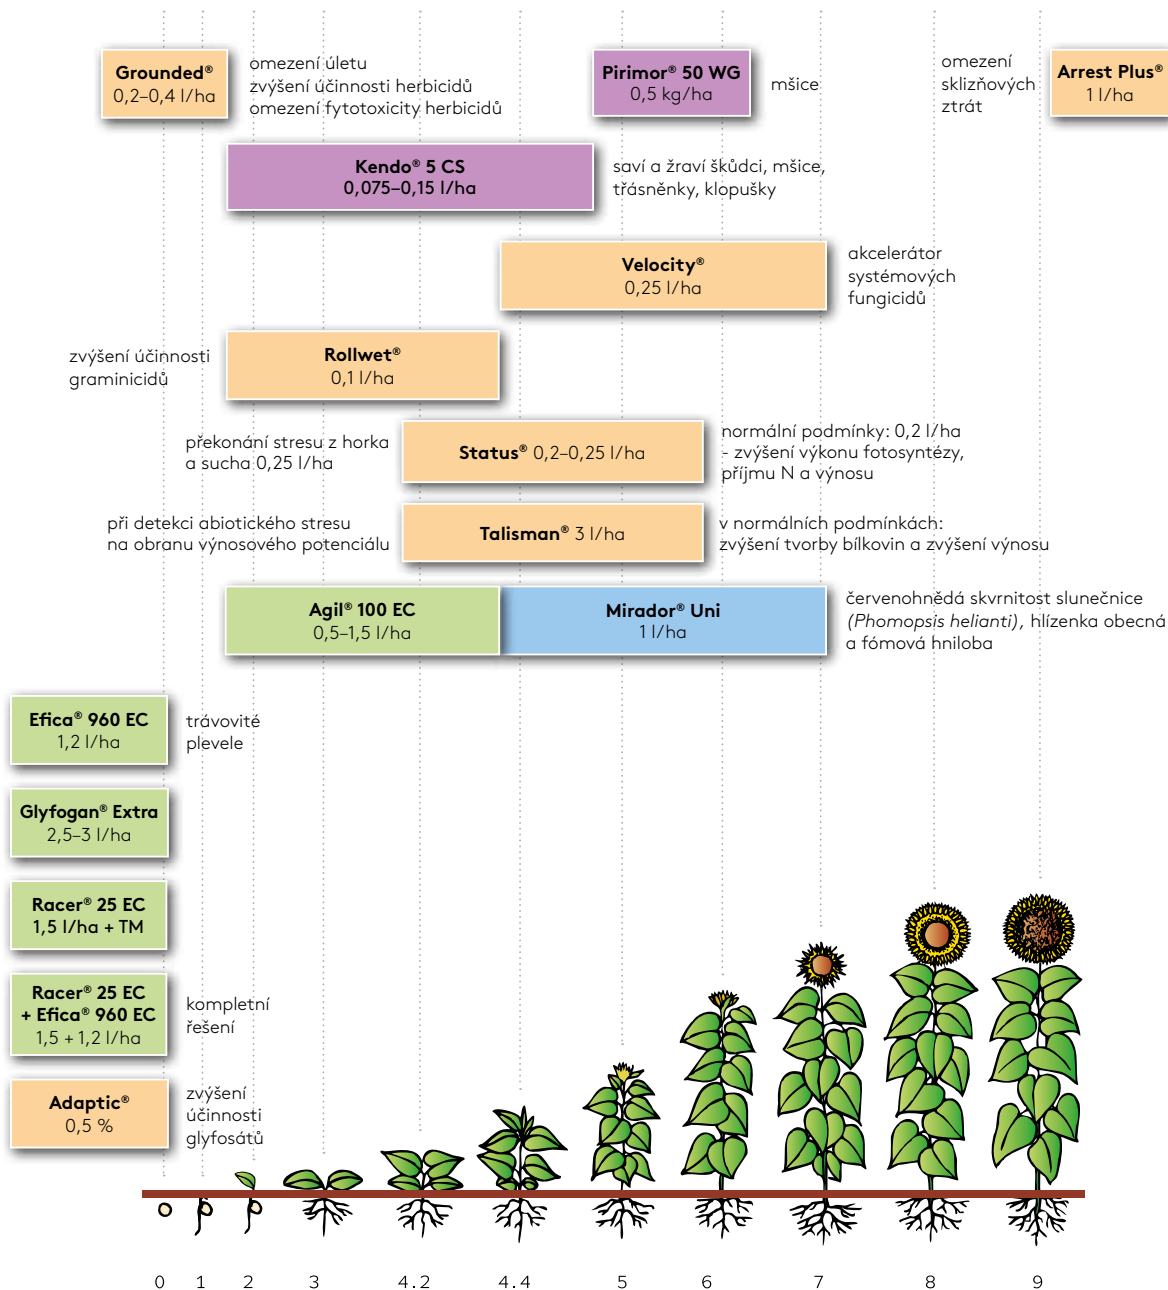 Grounded®
0,2–0,4 l/ha
omezení úletu
zvýšení účinnosti herbicidů
omezení fytotoxicity herbicidů
Pirimor® 50 WG
0,5 kg/ha
mšice
omezení
sklizňových
ztrát
Arrest Plus®
1 l/ha
Kendo® 5 CS
0,075–0,15 l/ha
saví a žraví škůdci, mšice,
třásněnky, klopušky
Velocity®
0,25 l/ha
akcelerátor
systémových
fungicidů
zvýšení účinnosti
graminicidů
Rollwet®
0,1 l/ha
překonání stresu z horka
a sucha 0,25 l/ha
Status® 0,2–0,25 l/ha
normální podmínky: 0,2 l/ha
- zvýšení výkonu fotosyntézy,
příjmu N a výnosu
při detekci abiotického stresu
na obranu výnosového potenciálu
Talisman® 3 l/ha
v normálních podmínkách:
zvýšení tvorby bílkovin a zvýšení výnosu
Agil® 100 EC
0,5–1,5 l/ha
Mirador® Uni
1 l/ha
červenohnědá skvrnitost slunečnice
(Phomopsis helianti), hlízenka obecná
a fómová hniloba
Efica® 960 EC
1,2 l/ha
trávovité
plevele
Glyfogan® Extra
2,5–3 l/ha
Racer® 25 EC
1,5 l/ha + TM
Racer® 25 EC
+ Efica® 960 EC
1,5 + 1,2 l/ha
kompletní
řešení
Adaptic®
0,5 %
zvýšení
účinnosti
glyfosátů
0 1 2 3 4.2 4.4 5 6 7 8 9